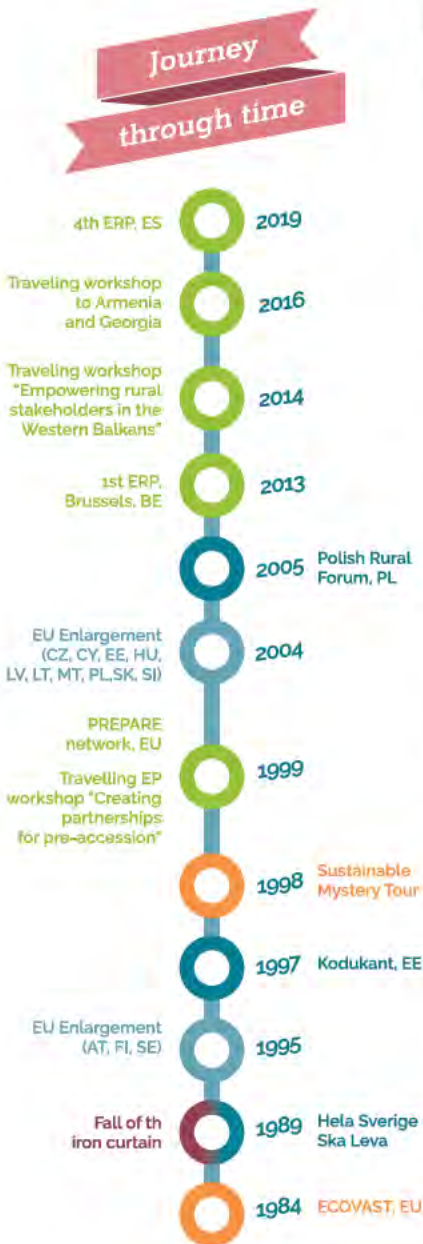 Journey
through time
4th ERP, ES
2019
Traveling workshop
to Armenia
and Georgia
2016
Traveling workshop
"Empowering rural
stakeholders in the
Western Balkans"
2014
1st ERP,
Brussels, BE
2013
2005
Polish Rural
Forum, PL
EU Enlargement
(CZ, CY, EE, HU,
LV, LT, MT, PL,SK, SI)
2004
PREPARE
network, EU
Travelling EP
workshop "Creating
partnerships
for pre-accession"
1999
1998
Sustainable
Mystery Tour
1997
Kodukant, EE
EU Enlargement
(AT, FI, SE)
1995
Fall of th
iron curtain
1989
Hela Sverige
Ska Leva
1984
ECOVAST, EU